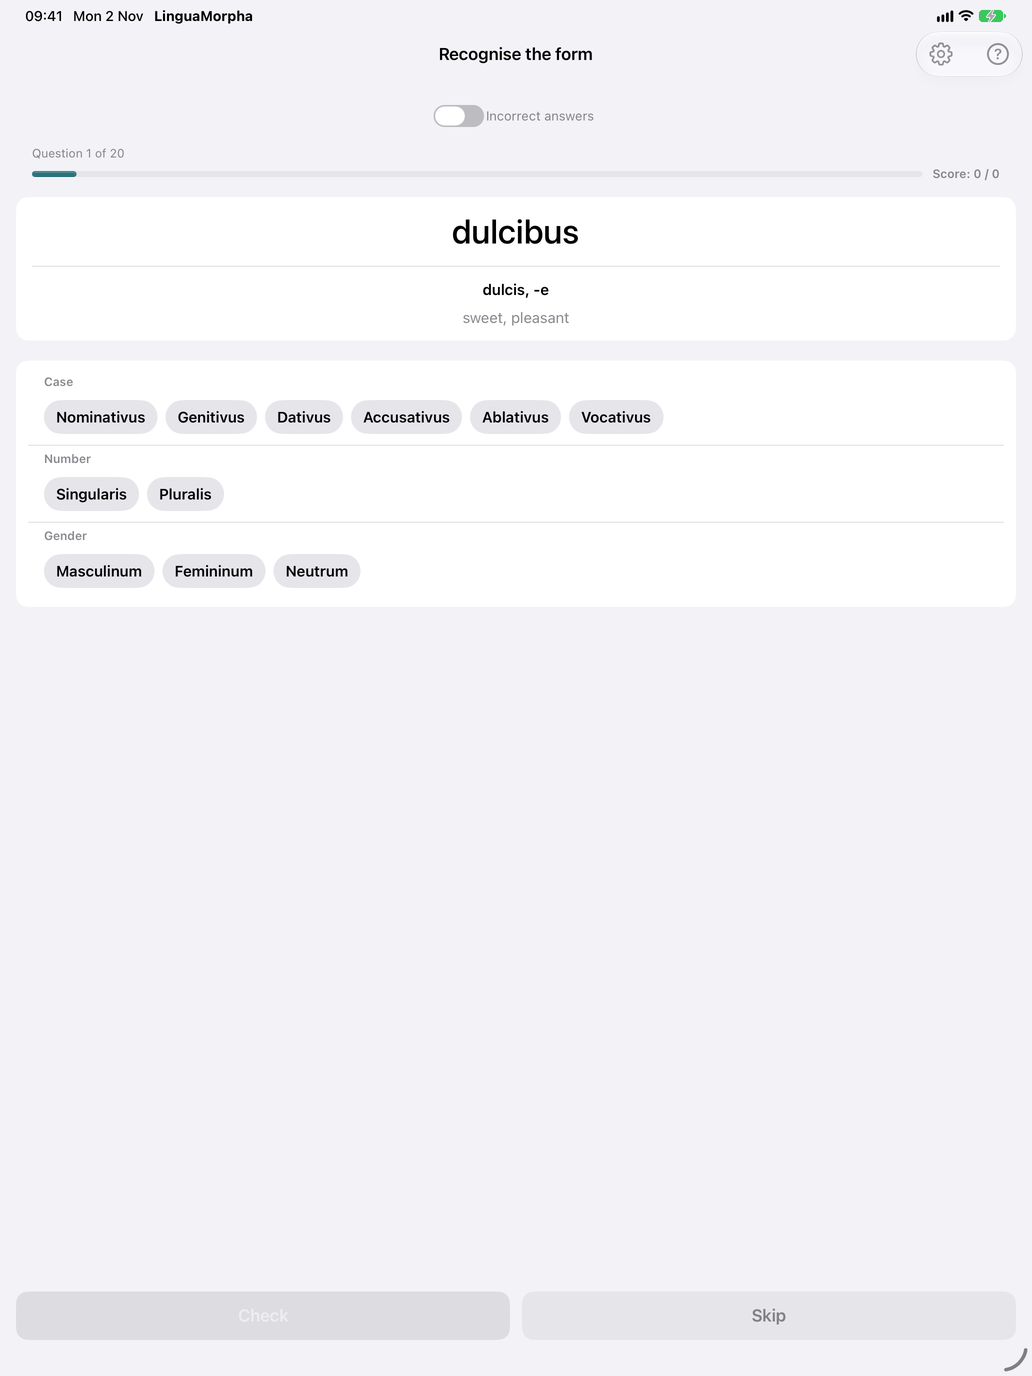 09:41 Mon 2 Nov LinguaMorpha
Recognise the form
?
Incorrect answers
Question 1 of 20
Score: 0 / 0
dulcibus
dulcis, -e
sweet, pleasant
Case
Nominativus Genitivus Dativus Accusativus Ablativus Vocativus
Number
Singularis Pluralis
Gender
Masculinum Femininum Neutrum
Check Skip